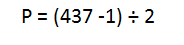 P = (437 -1) ÷ 2